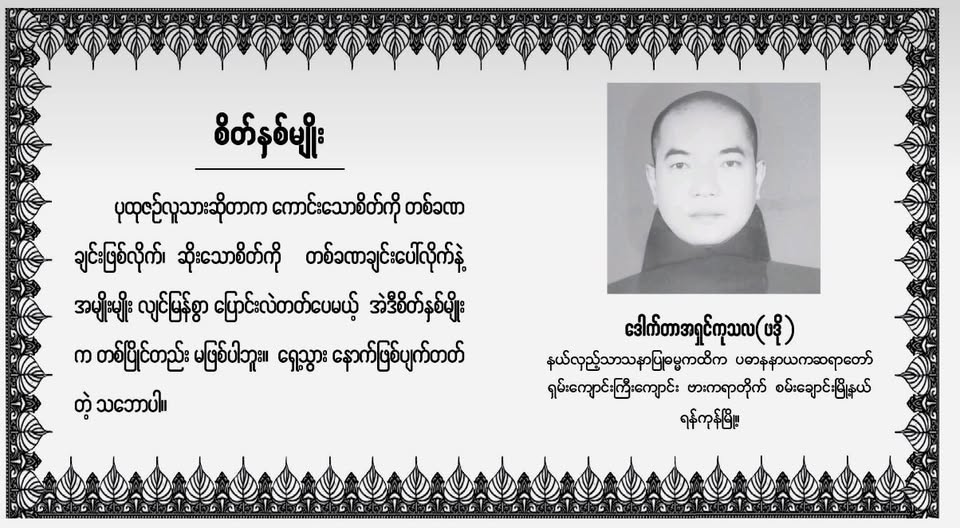 စိတ်နှစ်မျိုး
ပုထုဇဉ်လူသားဆိုတာက ကောင်းသောစိတ်ကို တစ်ခဏ
ချင်းဖြစ်လိုက်၊ ဆိုးသောစိတ်ကို တစ်ခဏချင်းပေါ်လိုက်နဲ့
အမျိုးမျိုး လျင်မြန်စွာ ပြောင်းလဲတတ်ပေမယ့် အဲဒီစိတ်နှစ်မျိုး
က တစ်ပြိုင်တည်း မဖြစ်ပါဘူး။ ရှေ့သွား နောက်ဖြစ်ပျက်တတ်
တဲ့ သဘောပါ။
ဒေါက်တာအရှင်ကုသလ(ဖဒို)
နယ်လှည့်သာသနာပြုဓမ္မကထိက ပဓာနနာယကဆရာတော်
ရှမ်းကျောင်းကြီးကျောင်း ဗားကရာတိုက် စမ်းချောင်းမြို့နယ်
ရန်ကုန်မြို့။